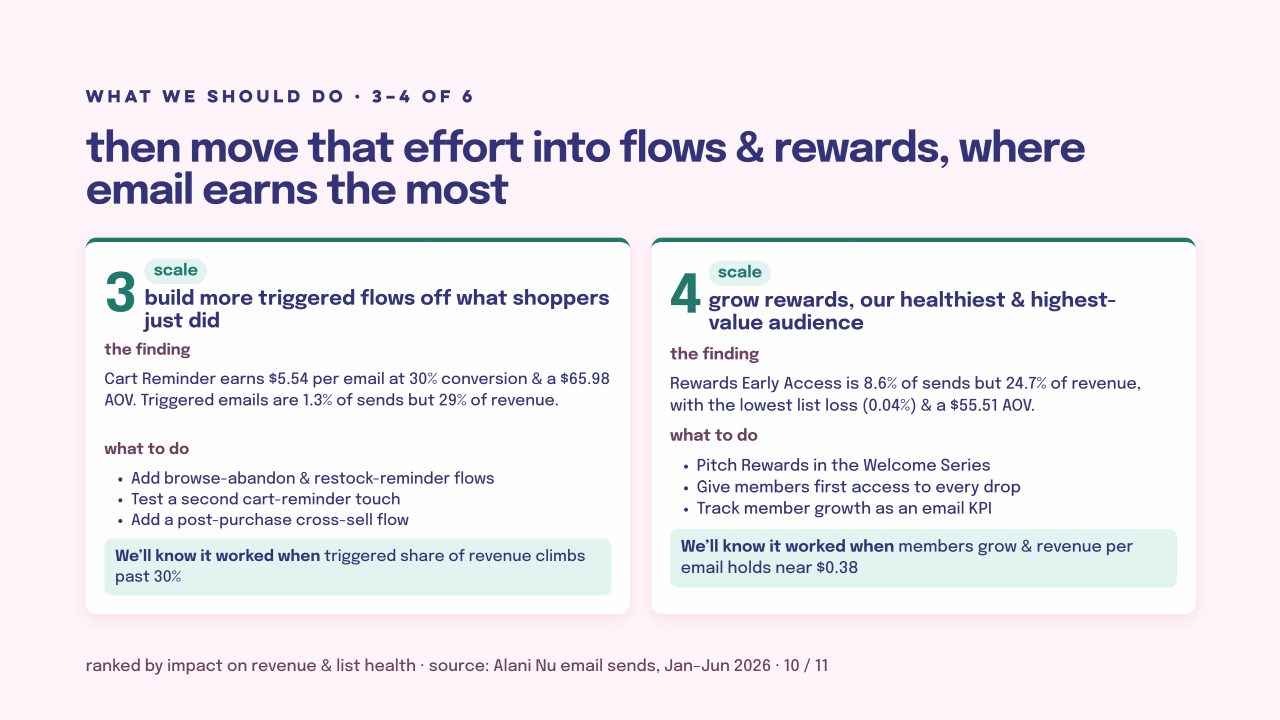 WHAT WE SHOULD DO · 3–4 OF 6
then move that effort into flows & rewards, where
email earns the most
3
scale
build more triggered flows off what shoppers
just did
the finding
Cart Reminder earns $5.54 per email at 30% conversion & a $65.98
AOV. Triggered emails are 1.3% of sends but 29% of revenue.
what to do
• Add browse-abandon & restock-reminder flows
• Test a second cart-reminder touch
• Add a post-purchase cross-sell flow
We’ll know it worked when triggered share of revenue climbs
past 30%
4
scale
grow rewards, our healthiest & highest-
value audience
the finding
Rewards Early Access is 8.6% of sends but 24.7% of revenue,
with the lowest list loss (0.04%) & a $55.51 AOV.
what to do
• Pitch Rewards in the Welcome Series
• Give members first access to every drop
• Track member growth as an email KPI
We’ll know it worked when members grow & revenue per
email holds near $0.38
ranked by impact on revenue & list health · source: Alani Nu email sends, Jan–Jun 2026 · 10 / 11